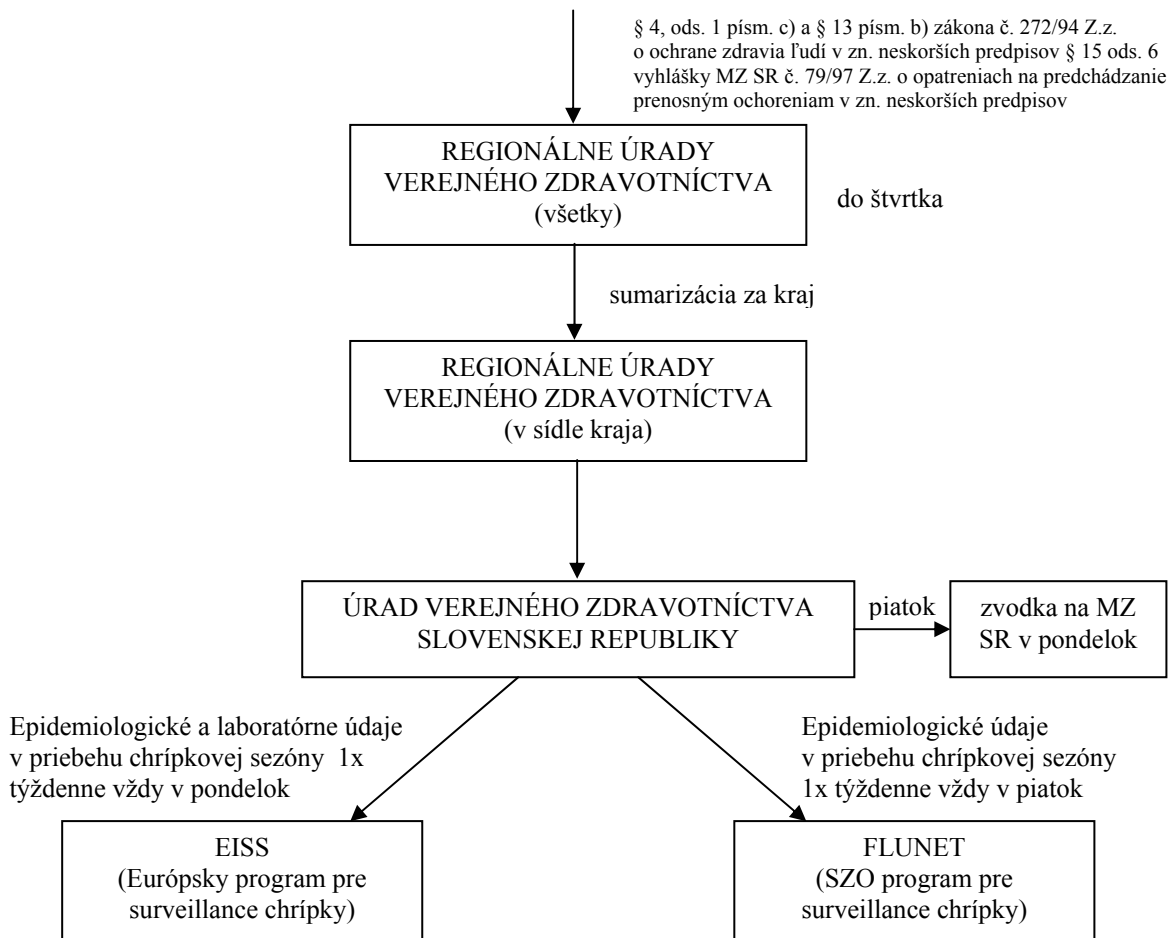 § 4, ods. 1 písm. c) a § 13 písm. b) zákona č. 272/94 Z.z.
o ochrane zdravia ľudí v zn. neskorších predpisov § 15 ods. 6
vyhlášky MZ SR č. 79/97 Z.z. o opatreniach na predchádzanie
prenosným ochoreniam v zn. neskorších predpisov
REGIONÁLNE ÚRADY
VEREJNÉHO ZDRAVOTNÍCTVA
(všetky)
do štvrtka
sumarizácia za kraj
REGIONÁLNE ÚRADY
VEREJNÉHO ZDRAVOTNÍCTVA
(v sídle kraja)
ÚRAD VEREJNÉHO ZDRAVOTNÍCTVA
SLOVENSKEJ REPUBLIKY
piatok
zvodka na MZ
SR v pondelok
Epidemiologické a laboratórne údaje
v priebehu chrípkovej sezóny 1x
týždenne vždy v pondelok
Epidemiologické údaje
v priebehu chrípkovej sezóny
1x týždenne vždy v piatok
EISS
(Európsky program pre
surveillance chrípky)
FLUNET
(SZO program pre
surveillance chrípky)